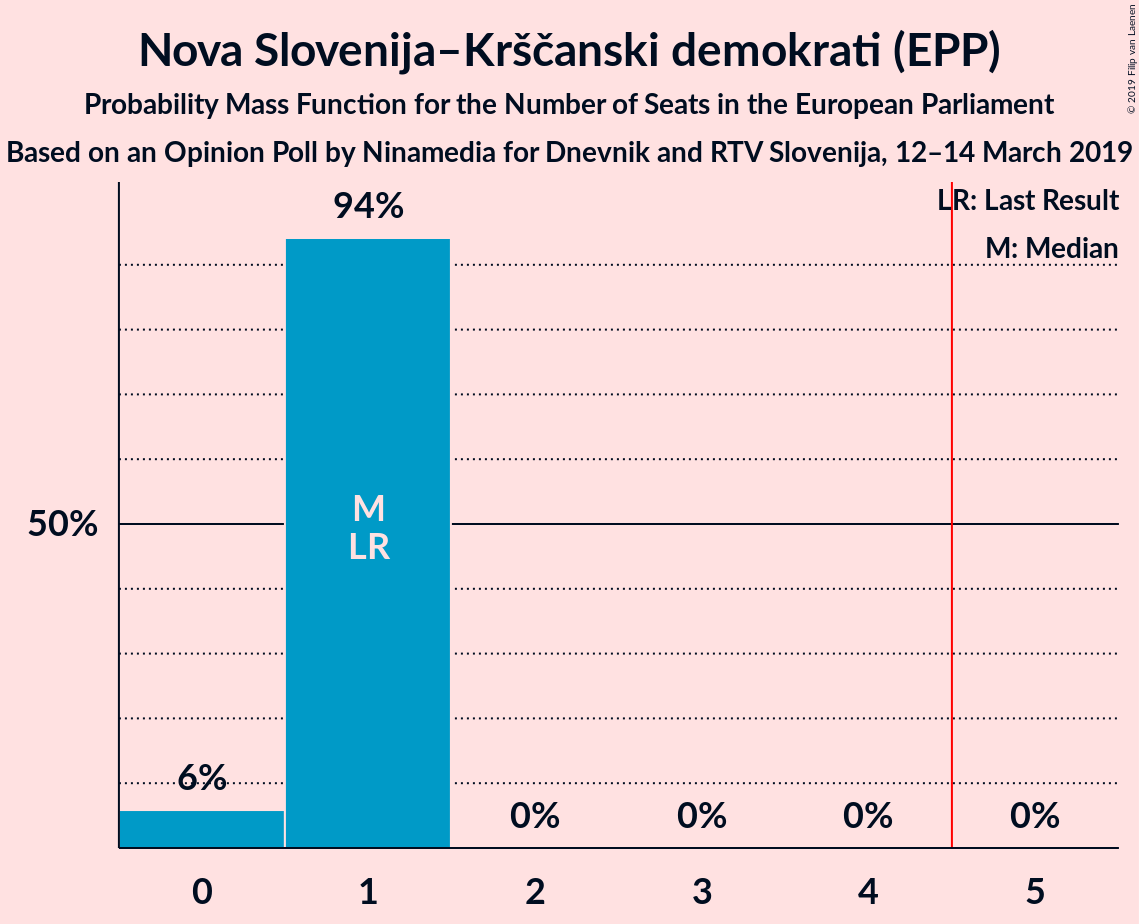 Nova Slovenija–Krščanski demokrati (EPP)
Probability Mass Function for the Number of Seats in the European Parliament
Based on an Opinion Poll by Ninamedia for Dnevnik and RTV Slovenija, 12–14 March 2019
© 2019 Filip van Laenen
LR: Last Result
M: Median
94%
M
LR
50%
6%
0%
0%
0%
0%
0
1
2
3
4
5